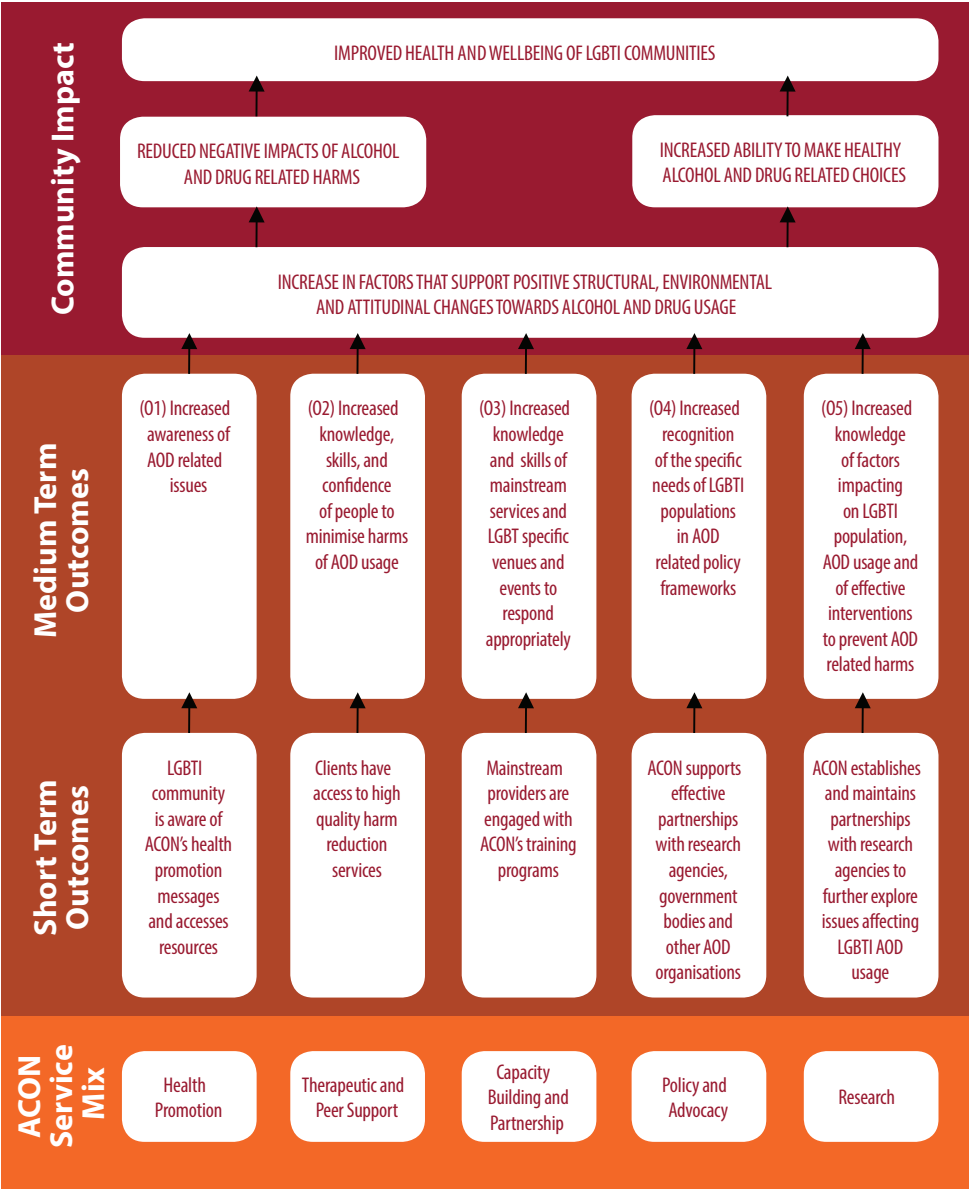 Community Impact
IMPROVED HEALTH AND WELLBEING OF LGBTI COMMUNITIES
REDUCED NEGATIVE IMPACTS OF ALCOHOL
AND DRUG RELATED HARMS
INCREASED ABILITY TO MAKE HEALTHY
ALCOHOL AND DRUG RELATED CHOICES
INCREASE IN FACTORS THAT SUPPORT POSITIVE STRUCTURAL, ENVIRONMENTAL
AND ATTITUDINAL CHANGES TOWARDS ALCOHOL AND DRUG USAGE
Medium Term
Outcomes
(O1) Increased
awareness of
AOD related
issues
(O2) Increased
knowledge,
skills, and
confidence
of people to
minimise harms
of AOD usage
(O3) Increased
knowledge
and skills of
mainstream
services and
LGBT specific
venues and
events to
respond
appropriately
(O4) Increased
recognition
of the specific
needs of LGBTI
populations
in AOD
related policy
frameworks
(O5) Increased
knowledge
of factors
impacting
on LGBTI
population,
AOD usage and
of effective
interventions
to prevent AOD
related harms
Short Term
Outcomes
LGBTI
community
is aware of
ACON's health
promotion
messages
and accesses
resources
Clients have
access to high
quality harm
reduction
services
Mainstream
providers are
engaged with
ACON's training
programs
ACON supports
effective
partnerships
with research
agencies,
government
bodies and
other AOD
organisations
ACON establishes
and maintains
partnerships
with research
agencies to
further explore
issues affecting
LGBTI AOD
usage
ACON
Service
Mix
Health
Promotion
Therapeutic and
Peer Support
Capacity
Building and
Partnership
Policy and
Advocacy
Research